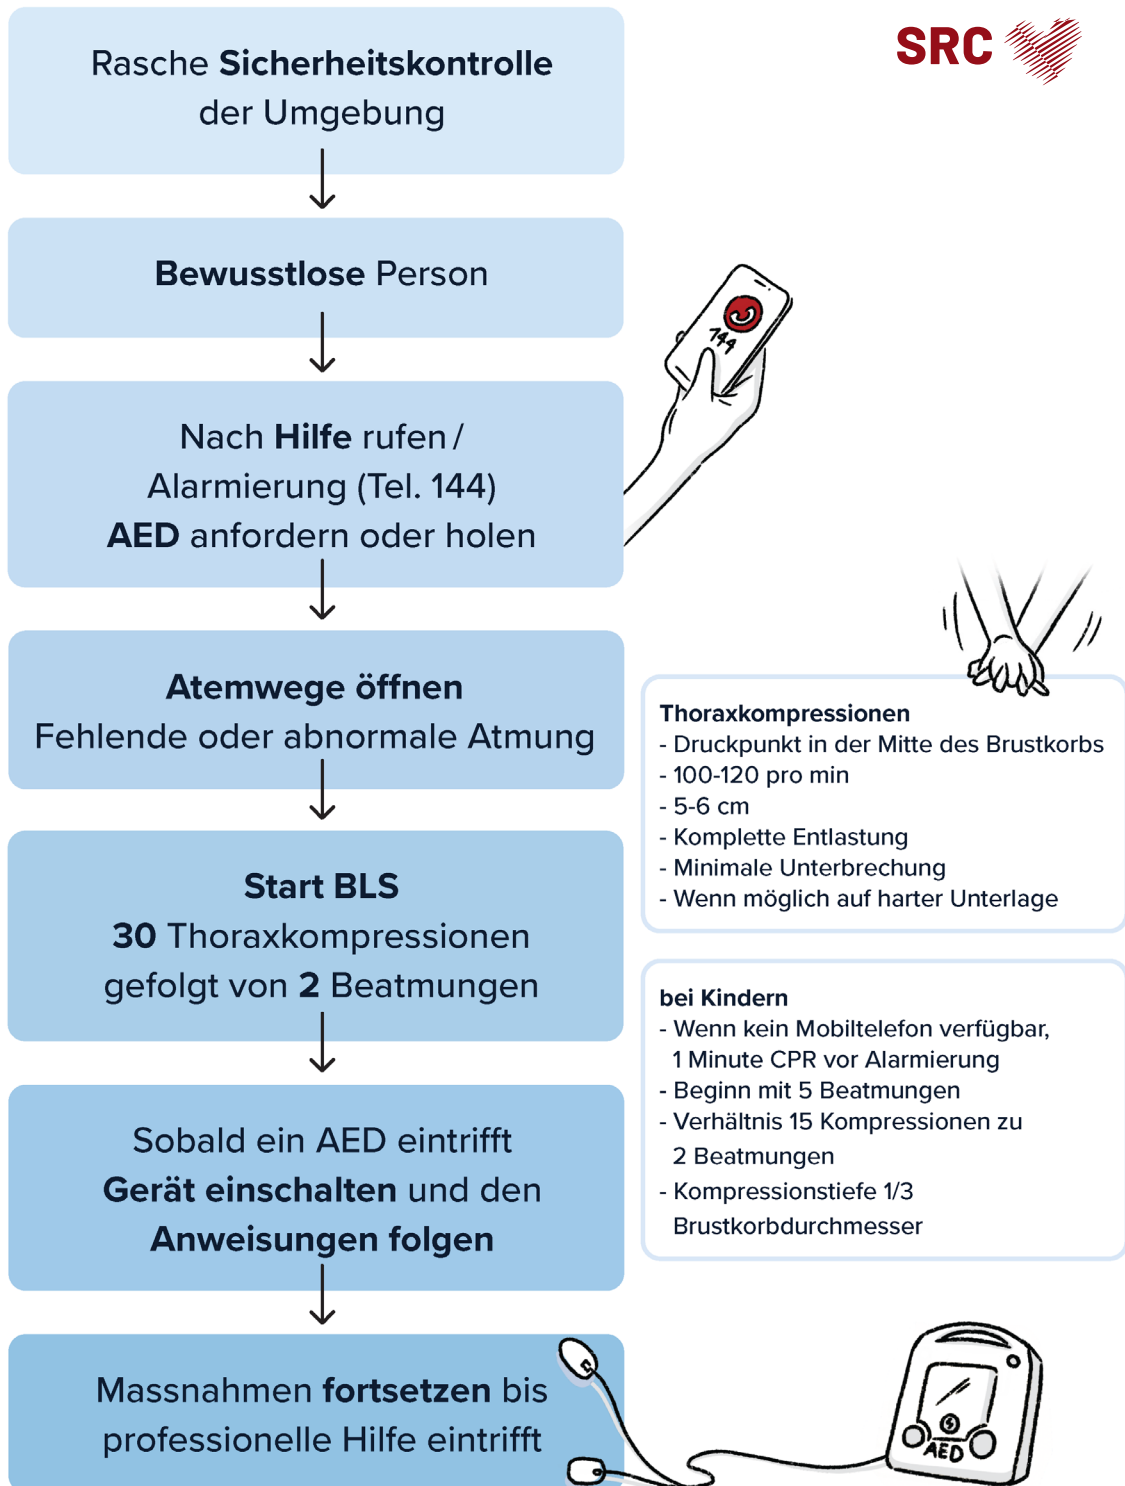 SRC
Rasche Sicherheitskontrolle
der Umgebung
Bewusstlose Person
144
Nach Hilfe rufen /
Alarmierung (Tel. 144)
AED anfordern oder holen
Atemwege öffnen
Fehlende oder abnormale Atmung
Thoraxkompressionen
- Druckpunkt in der Mitte des Brustkorbs
- 100-120 pro min
- 5-6 cm
- Komplette Entlastung
- Minimale Unterbrechung
- Wenn möglich auf harter Unterlage
Start BLS
30 Thoraxkompressionen
gefolgt von 2 Beatmungen
bei Kindern
- Wenn kein Mobiltelefon verfügbar,
1 Minute CPR vor Alarmierung
- Beginn mit 5 Beatmungen
- Verhältnis 15 Kompressionen zu
2 Beatmungen
- Kompressionstiefe 1/3
Brustkorbdurchmesser
Sobald ein AED eintrifft
Gerät einschalten und den
Anweisungen folgen
Massnahmen fortsetzen bis
professionelle Hilfe eintrifft
AED